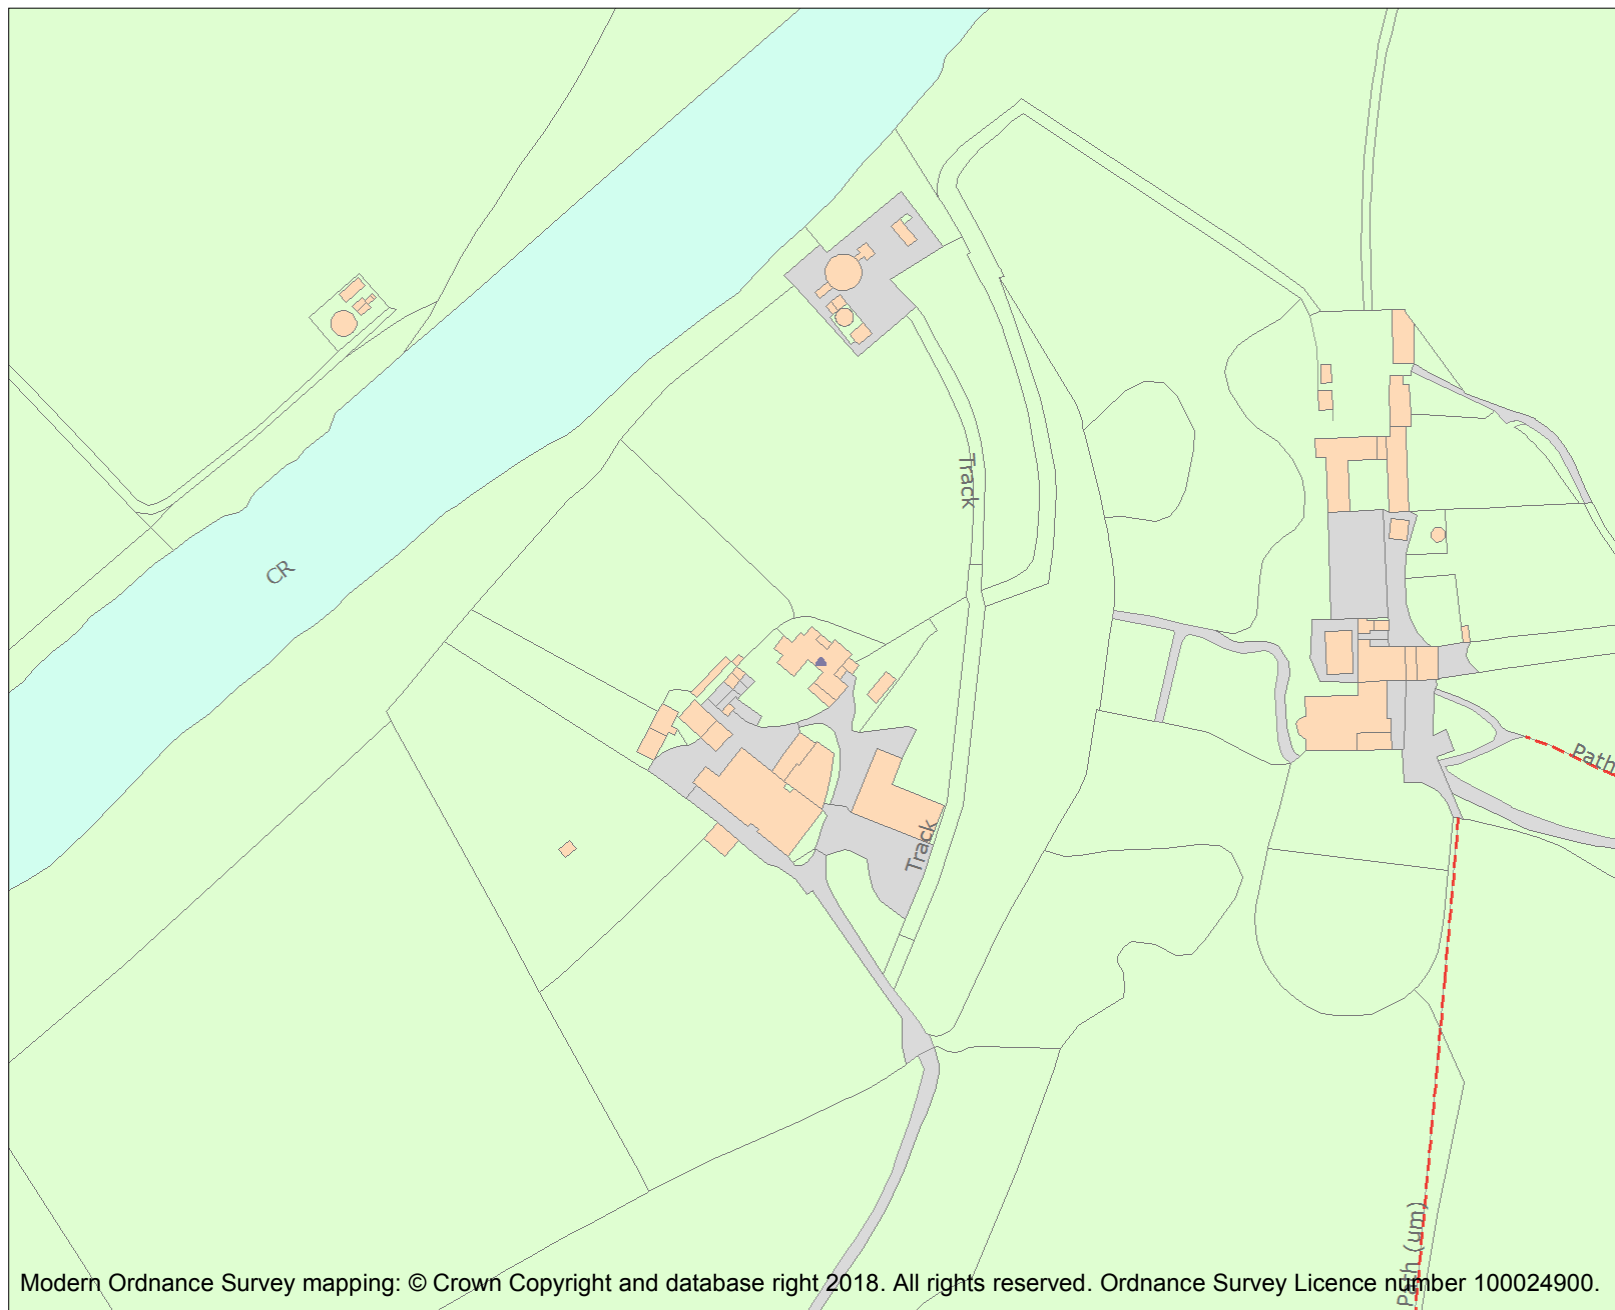 Track
CR
Path
Track
Path (um)
Modern Ordnance Survey mapping: © Crown Copyright and database right 2018. All rights reserved. Ordnance Survey Licence number 100024900.